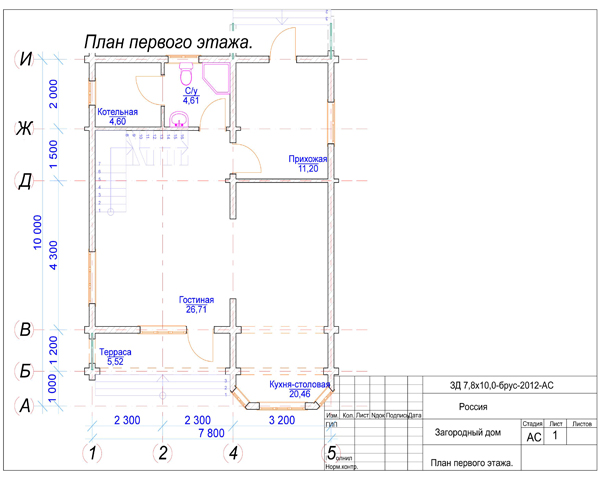 План первого этажа.
И
Ж
Д
В
Б
А
2 000
1 500
4 300
1 200
1 000
10 000
С/у
4,61
Котельная
4,60
Прихожая
11,20
Гостиная
26,71
Терраса
5,52
Кухня-столовая
20,46
2 300
2 300
3 200
7 800
1
2
4
5
ЗД 7,8х10,0-брус-2012-АС
Россия
Изм. Кол. Лист №док Подпись Дата
ГИП
Загородный дом
Стадия Лист Листов
АС 1
Норм.контр.
План первого этажа.